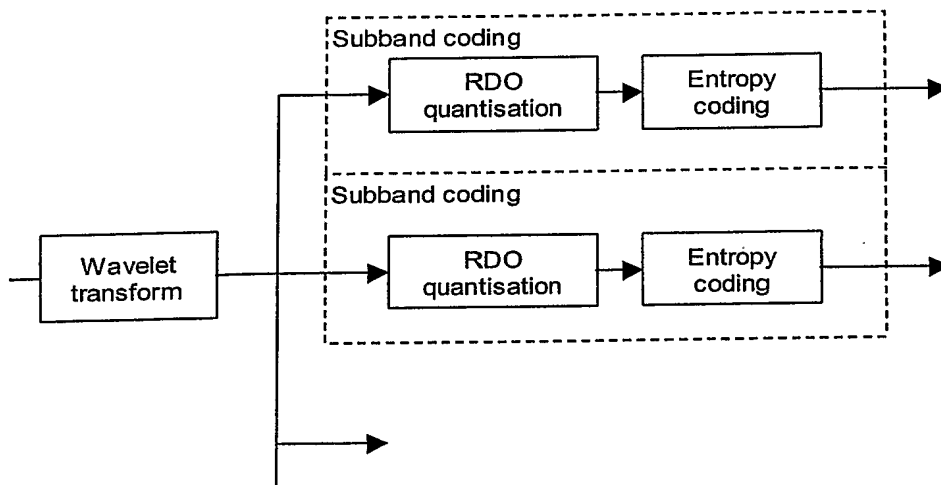 Subband coding
RDO
quantisation
Entropy
coding
Subband coding
Wavelet
transform
RDO
quantisation
Entropy
coding